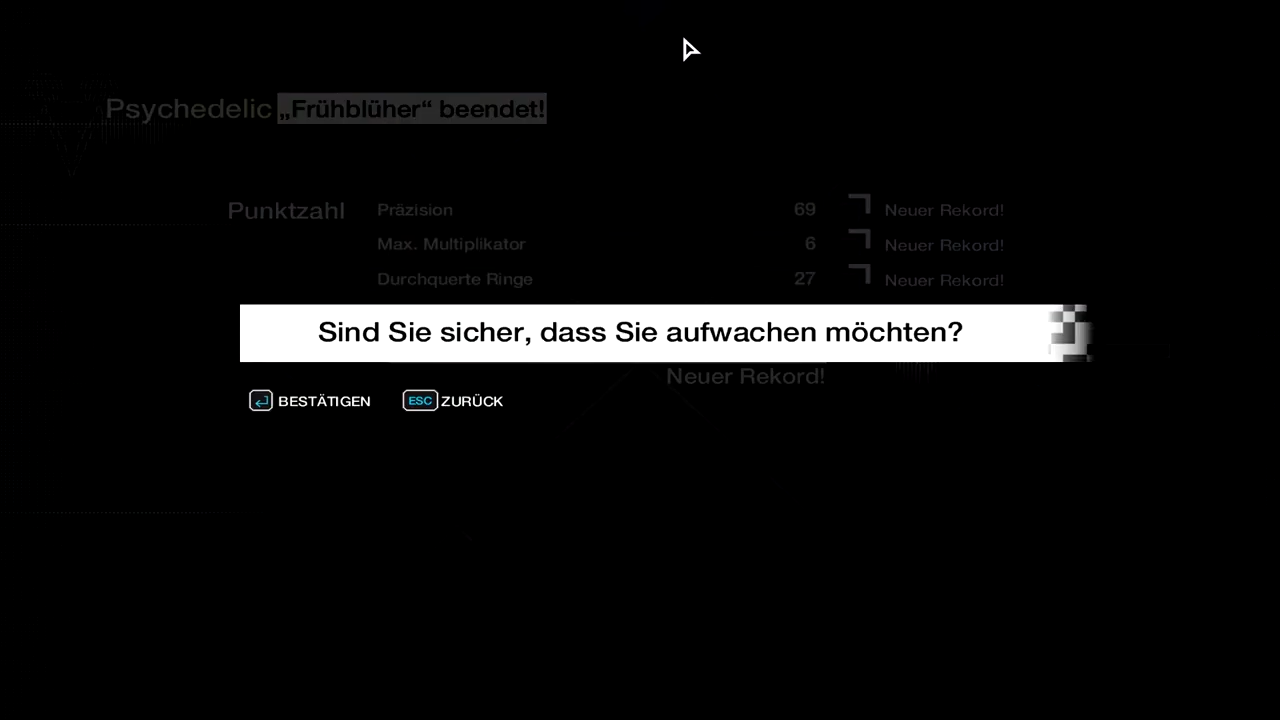 Psychedelic „Frühblüher“ beendet!
Punktzahl Präzision 69 Neuer Rekord!
Max. Multiplikator 6 Neuer Rekord!
Durchquerte Ringe 27 Neuer Rekord!
Sind Sie sicher, dass Sie aufwachen möchten?
Neuer Rekord!
BESTÄTIGEN ESC ZURÜCK